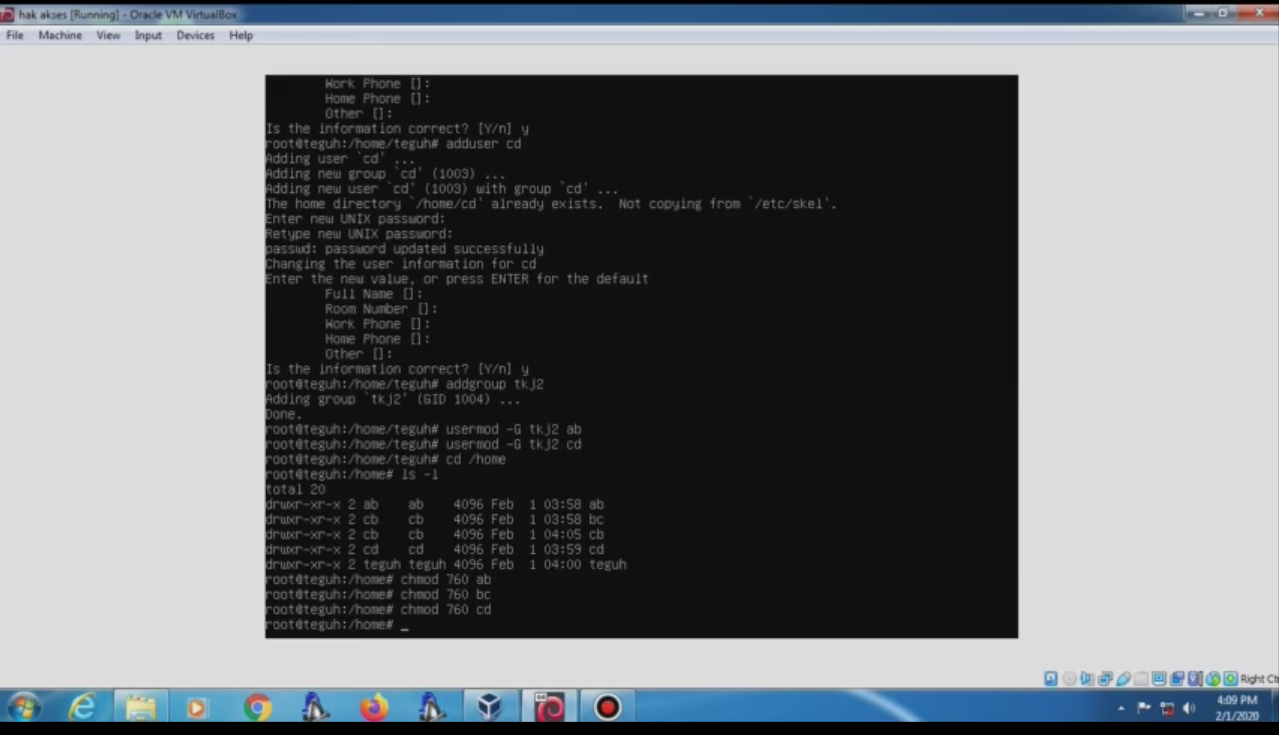 hak akses [Running] - Oracle VM VirtualBox
File Machine View Input Devices Help
Work Phone []:
Home Phone []:
Other []:
Is the information correct? [Y/n] y
root@teguh:/home/teguh# adduser cd
Adding user `cd' ...
Adding new group `cd' (1003) ...
Adding new user `cd' (1003) with group `cd' ...
The home directory `/home/cd' already exists.  Not copying from `/etc/skel'.
Enter new UNIX password:
Retype new UNIX password:
passwd: password updated successfully
Changing the user information for cd
Enter the new value, or press ENTER for the default
Full Name []:
Room Number []:
Work Phone []:
Home Phone []:
Other []:
Is the information correct? [Y/n] y
root@teguh:/home/teguh# addgroup tkj2
Adding group `tkj2' (GID 1004) ...
Done.
root@teguh:/home/teguh# usermod -G tkj2 ab
root@teguh:/home/teguh# usermod -G tkj2 cd
root@teguh:/home/teguh# cd /home
root@teguh:/home# ls -l
total 20
drwxr-xr-x 2 ab    ab    4096 Feb  1 03:58 ab
drwxr-xr-x 2 cb    cb    4096 Feb  1 03:58 bc
drwxr-xr-x 2 cb    cb    4096 Feb  1 04:05 cb
drwxr-xr-x 2 cd    cd    4096 Feb  1 03:59 cd
drwxr-xr-x 2 teguh teguh 4096 Feb  1 04:00 teguh
root@teguh:/home# chmod 760 ab
root@teguh:/home# chmod 760 bc
root@teguh:/home# chmod 760 cd
root@teguh:/home# _
Right Ct
4:09 PM
2/1/2020